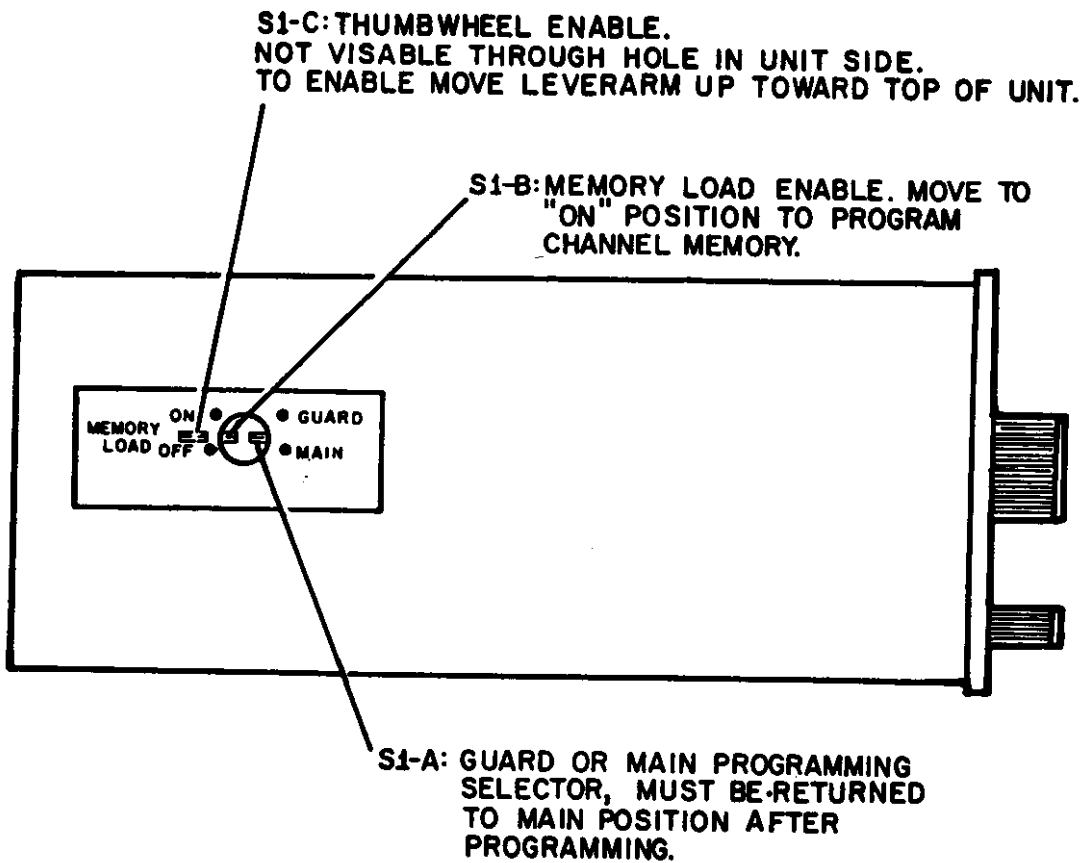 S1-C: THUMBWHEEL ENABLE.
NOT VISABLE THROUGH HOLE IN UNIT SIDE.
TO ENABLE MOVE LEVERARM UP TOWARD TOP OF UNIT.
S1-B: MEMORY LOAD ENABLE. MOVE TO
"ON" POSITION TO PROGRAM
CHANNEL MEMORY.
ON GUARD
MEMORY
LOAD OFF MAIN
S1-A: GUARD OR MAIN PROGRAMMING
SELECTOR, MUST BE RETURNED
TO MAIN POSITION AFTER
PROGRAMMING.